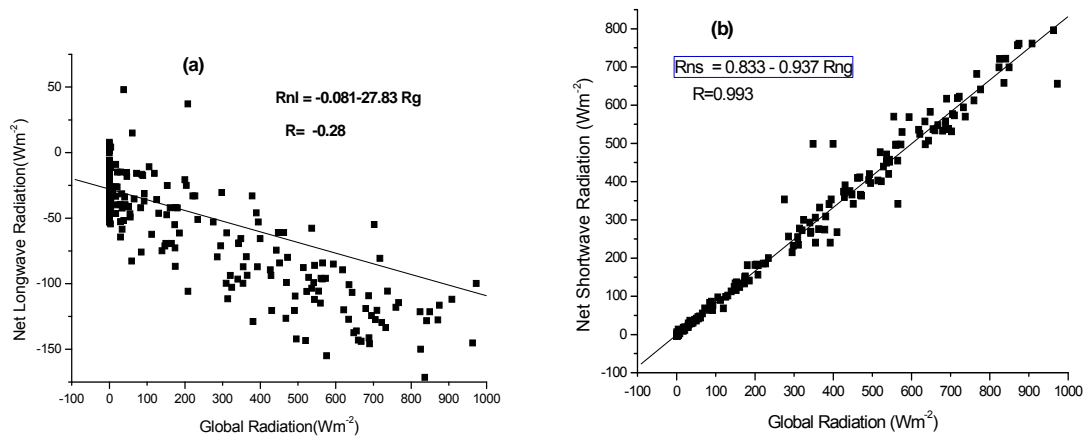 (a)
Rnl = -0.081-27.83 Rg
R= -0.28
50
0
-50
-100
-150
-100 0 100 200 300 400 500 600 700 800 900 1000
Net Longwave Radiation(Wm-2)
Global Radiation(Wm-2)
(b)
Rns = 0.833 - 0.937 Rng
R=0.993
800
700
600
500
400
300
200
100
0
-100
-100 0 100 200 300 400 500 600 700 800 900 1000
Net Shortwave Radiation (Wm-2)
Global Radiation (Wm-2)